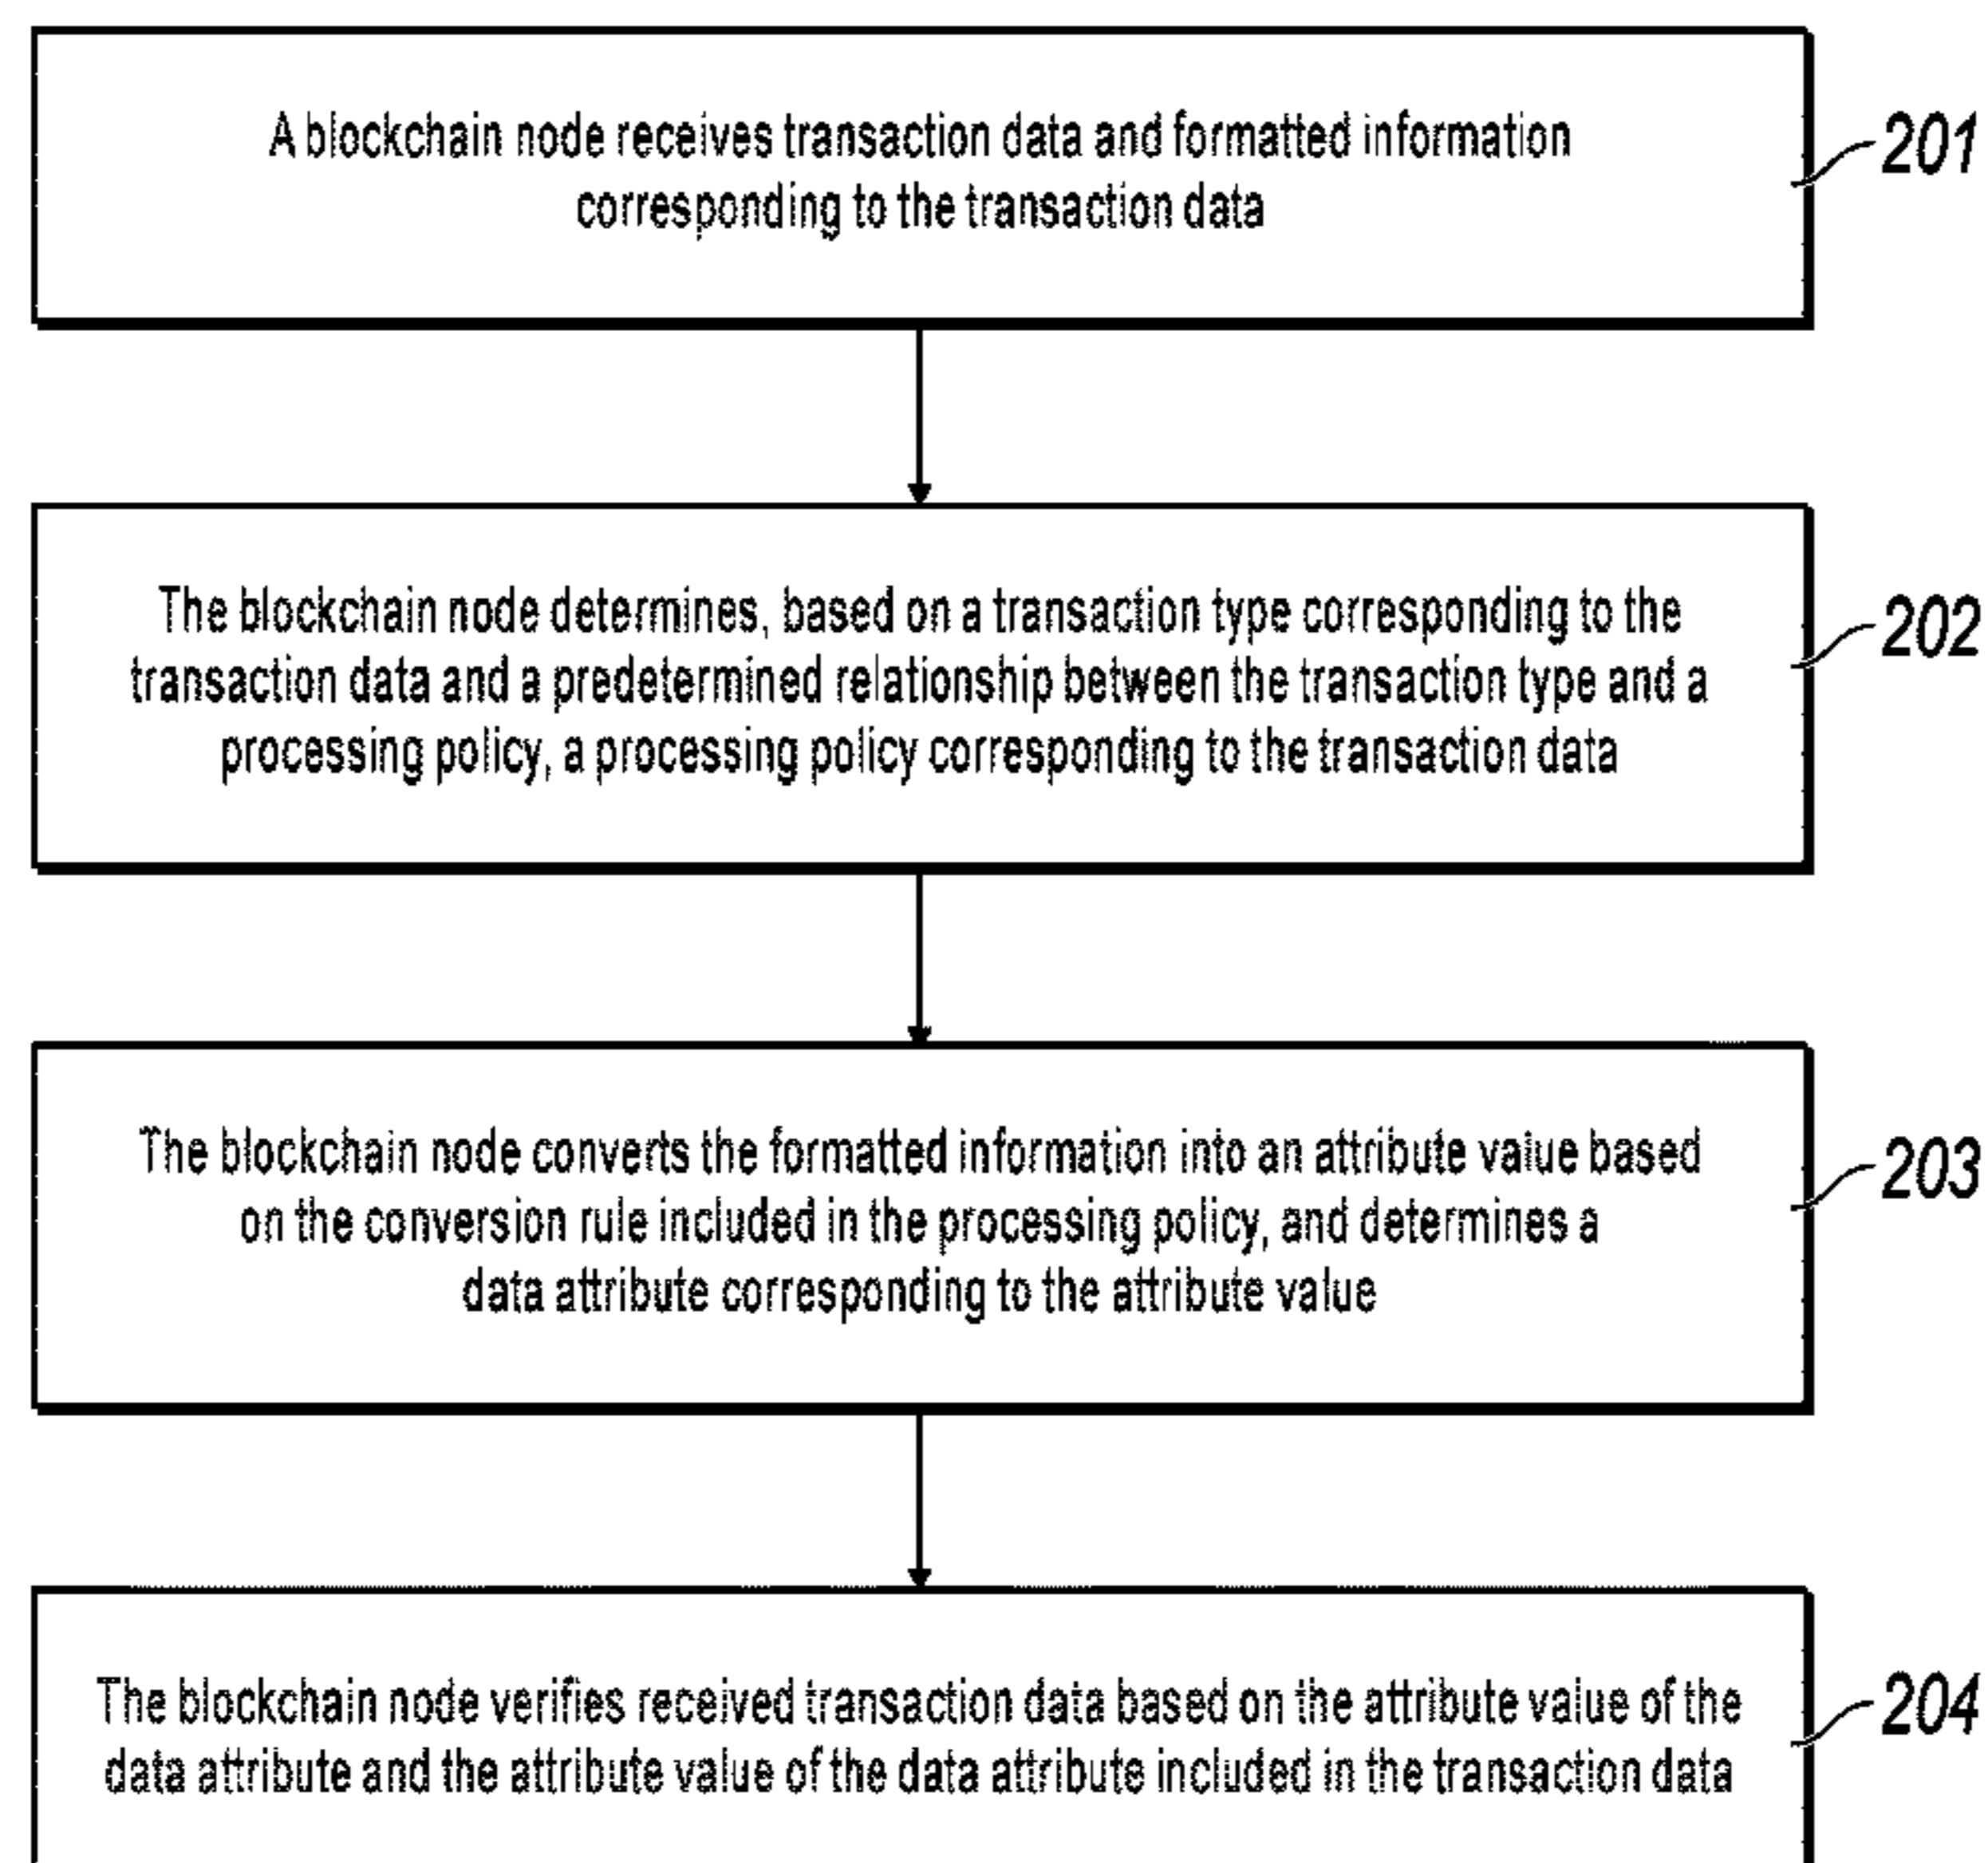 A blockchain node receives transaction data and formatted information
corresponding to the transaction data
201
The blockchain node determines, based on a transaction type corresponding to the
transaction data and a predetermined relationship between the transaction type and a
processing policy, a processing policy corresponding to the transaction data
202
The blockchain node converts the formatted information into an attribute value based
on the conversion rule included in the processing policy, and determines a
data attribute corresponding to the attribute value
203
The blockchain node verifies received transaction data based on the attribute value of the
data attribute and the attribute value of the data attribute included in the transaction data
204